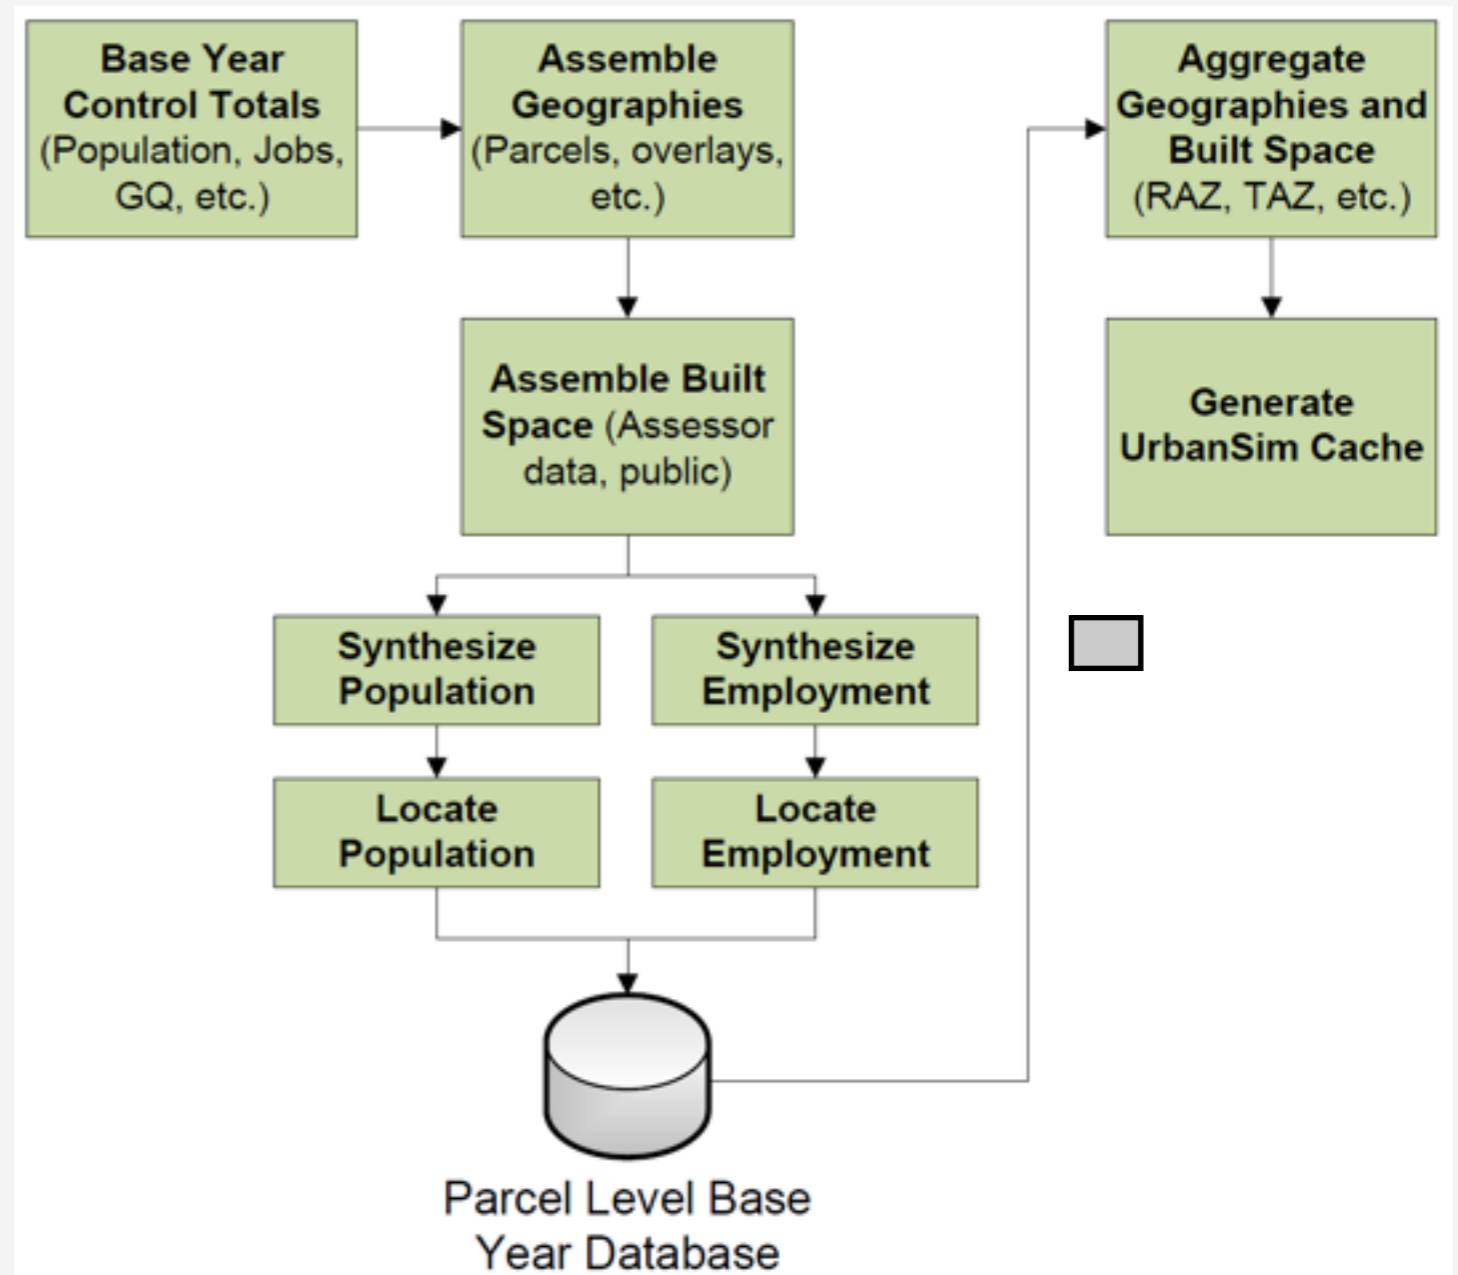 Base Year
Control Totals
(Population, Jobs,
GQ, etc.)
Assemble
Geographies
(Parcels, overlays,
etc.)
Aggregate
Geographies and
Built Space
(RAZ, TAZ, etc.)
Assemble Built
Space (Assessor
data, public)
Generate
UrbanSim Cache
Synthesize
Population
Synthesize
Employment
Locate
Population
Locate
Employment
Parcel Level Base
Year Database